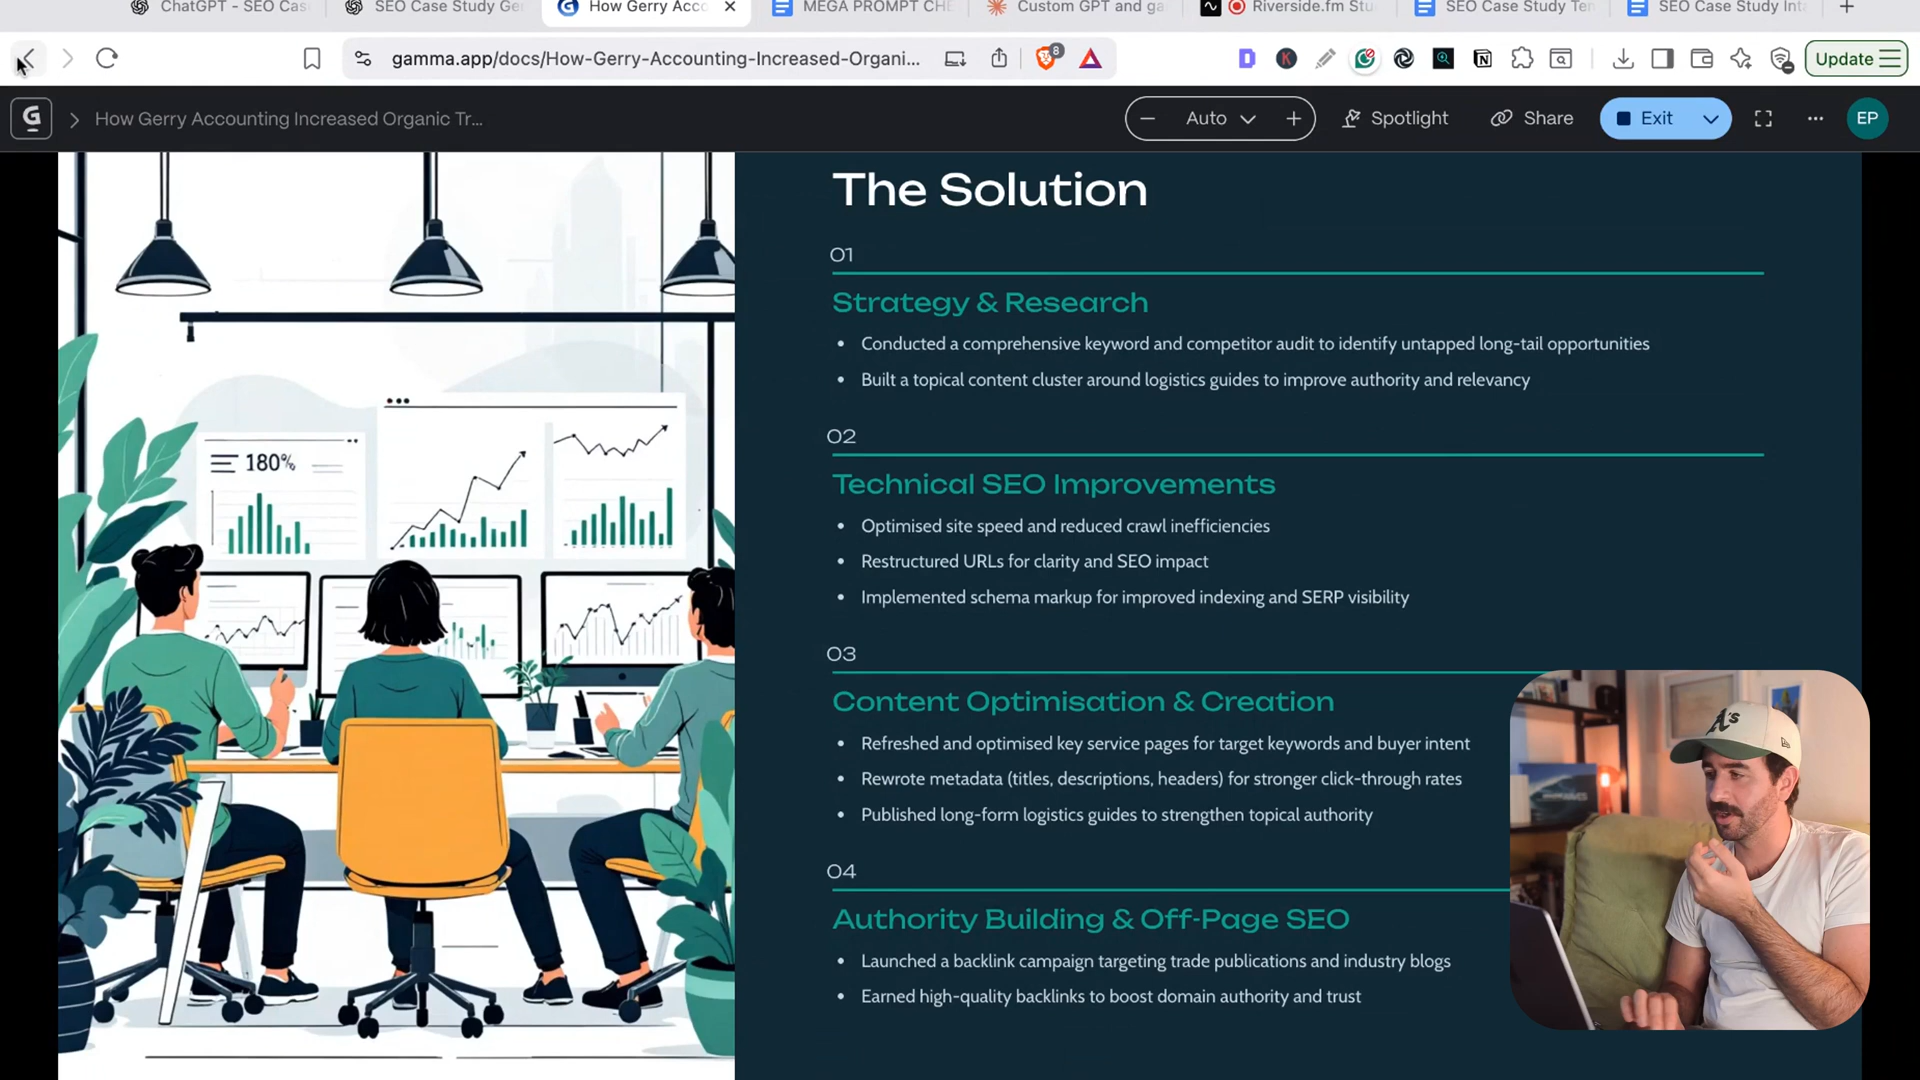 ChatGPT - SEO Cas
SEO Case Study Ge
How Gerry Acco
MEGA PROMPT CHE
Custom GPT and ga
Riverside.fm Stu
SEO Case Study Ten
SEO Case Study Inta
gamma.app/docs/How-Gerry-Accounting-Increased-Organi...
8
Update
How Gerry Accounting Increased Organic Tr...
Auto
Spotlight
Share
Exit
EP
The Solution
01
Strategy & Research
• Conducted a comprehensive keyword and competitor audit to identify untapped long-tail opportunities
• Built a topical content cluster around logistics guides to improve authority and relevancy
02
Technical SEO Improvements
• Optimised site speed and reduced crawl inefficiencies
• Restructured URLs for clarity and SEO impact
• Implemented schema markup for improved indexing and SERP visibility
03
Content Optimisation & Creation
• Refreshed and optimised key service pages for target keywords and buyer intent
• Rewrote metadata (titles, descriptions, headers) for stronger click-through rates
• Published long-form logistics guides to strengthen topical authority
04
Authority Building & Off-Page SEO
• Launched a backlink campaign targeting trade publications and industry blogs
• Earned high-quality backlinks to boost domain authority and trust
180%
A's